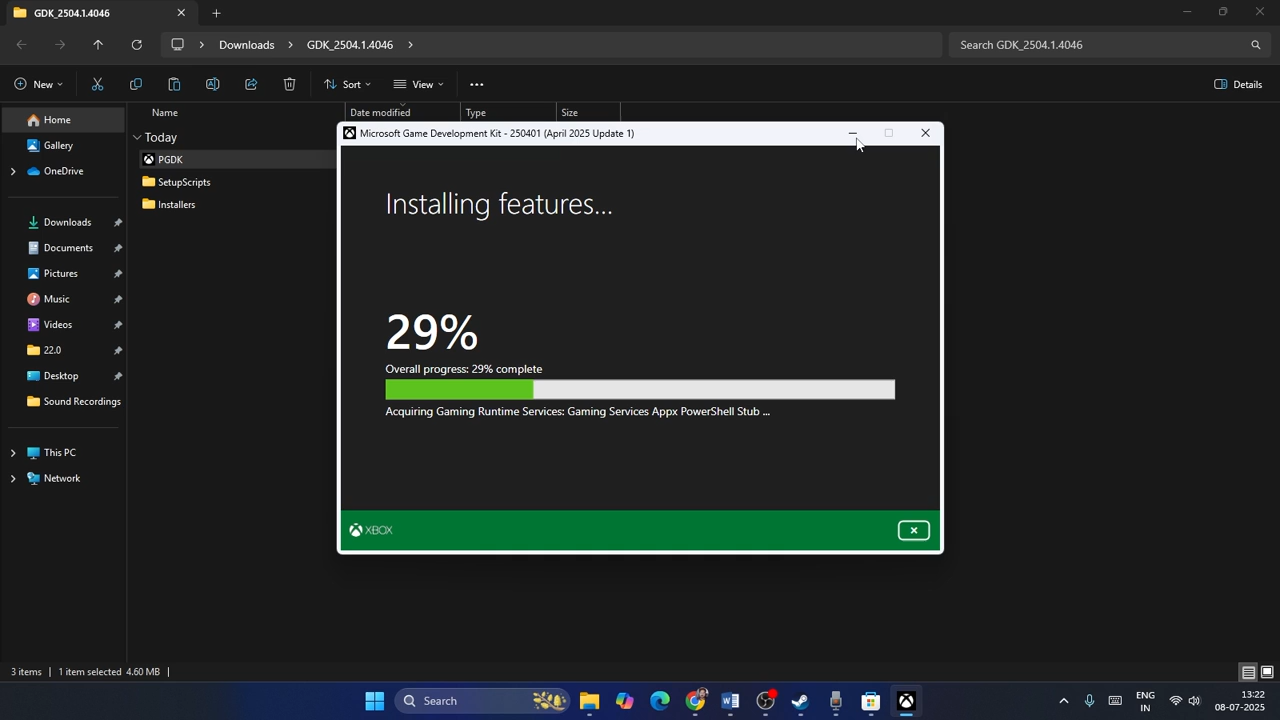 GDK_2504.1.4046
Downloads
GDK_2504.1.4046
Search GDK_2504.1.4046
New
Sort
View
Details
Name
Date modified
Type
Size
Home
Gallery
OneDrive
Downloads
Documents
Pictures
Music
Videos
22.0
Desktop
Sound Recordings
This PC
Network
Today
PGDK
SetupScripts
Installers
Microsoft Game Development Kit - 250401 (April 2025 Update 1)
Installing features...
29%
Overall progress: 29% complete
Acquiring Gaming Runtime Services: Gaming Services Appx PowerShell Stub ...
XBOX
3 items
1 item selected 4.60 MB
Search
ENG
IN
13:22
08-07-2025